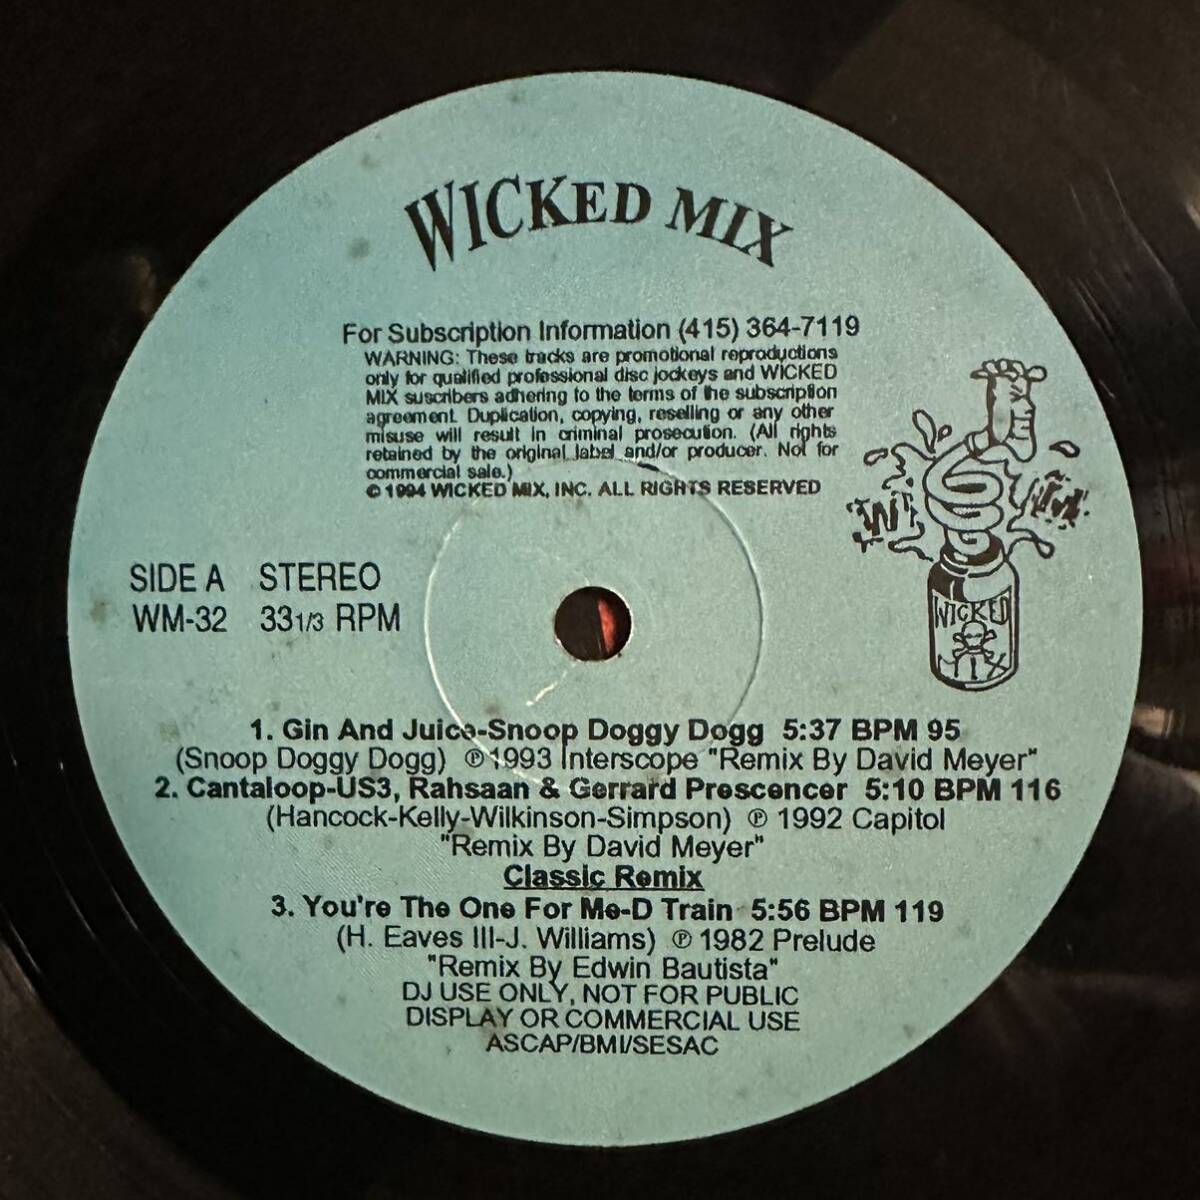 WICKED MIX
For Subscription Information (415) 364-7119
WARNING: These tracks are promotional reproductions
only for qualified professional disc jockeys and WICKED
MIX suscribers adhering to the terms of the subscription
agreement. Duplication, copying, reselling or any other
misuse will result in criminal prosecution. (All rights
retained by the original label and/or producer. Not for
commercial sale.)
© 1994 WICKED MIX, INC. ALL RIGHTS RESERVED
WICKED
MIX
SIDE A STEREO
WM-32 33 1/3 RPM
1. Gin And Juice-Snoop Doggy Dogg 5:37 BPM 95
(Snoop Doggy Dogg) ℗1993 Interscope "Remix By David Meyer"
2. Cantaloop-US3, Rahsaan & Gerrard Prescencer 5:10 BPM 116
(Hancock-Kelly-Wilkinson-Simpson) ℗ 1992 Capitol
"Remix By David Meyer"
Classic Remix
3. You're The One For Me-D Train 5:56 BPM 119
(H. Eaves III-J. Williams) ℗ 1982 Prelude
"Remix By Edwin Bautista"
DJ USE ONLY, NOT FOR PUBLIC
DISPLAY OR COMMERCIAL USE
ASCAP/BMI/SESAC